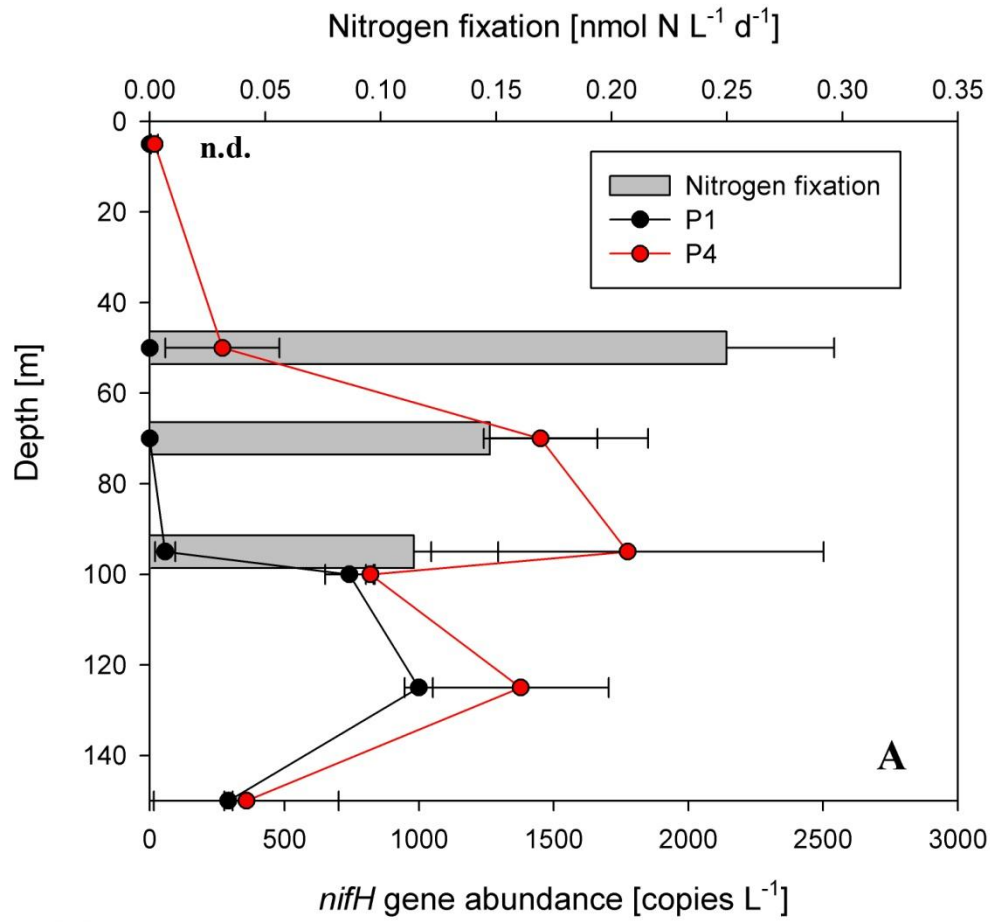 Nitrogen fixation [nmol N L⁻¹ d⁻¹]
0.00 0.05 0.10 0.15 0.20 0.25 0.30 0.35
0
20
40
60
80
100
120
140
Depth [m]
n.d.
Nitrogen fixation
P1
P4
A
0 500 1000 1500 2000 2500 3000
nifH gene abundance [copies L⁻¹]